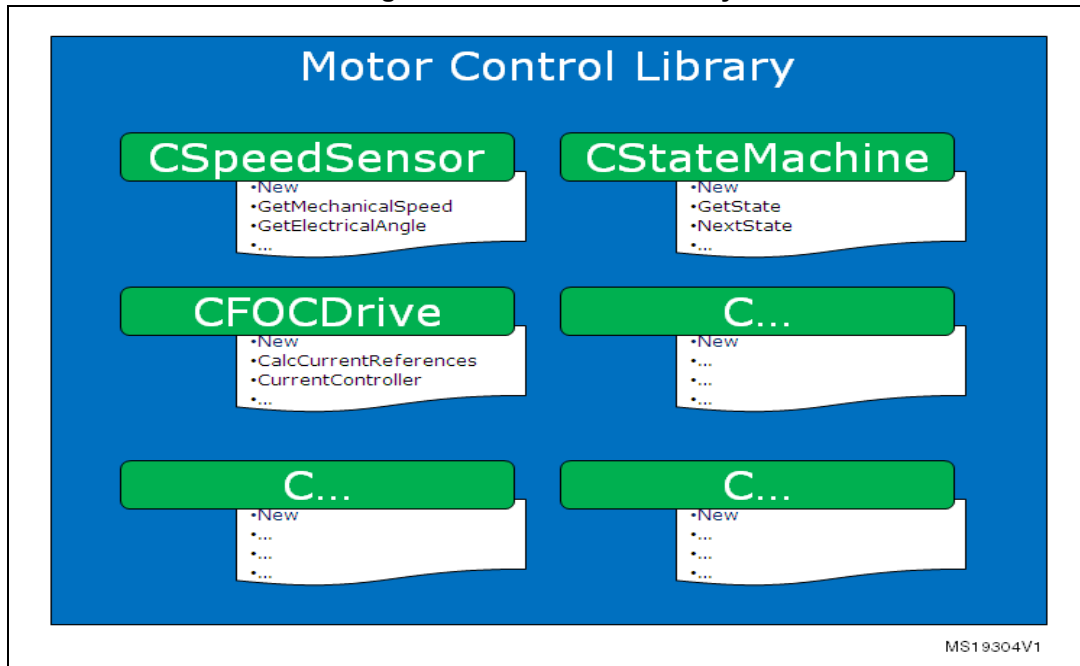 Motor Control Library
CSpeedSensor
•New
•GetMechanicalSpeed
•GetElectricalAngle
•...
CStateMachine
•New
•GetState
•NextState
•...
CFOCDrive
•New
•CalcCurrentReferences
•CurrentController
•...
C...
•New
•...
•...
•...
C...
•New
•...
•...
•...
C...
•New
•...
•...
•...
MS19304V1